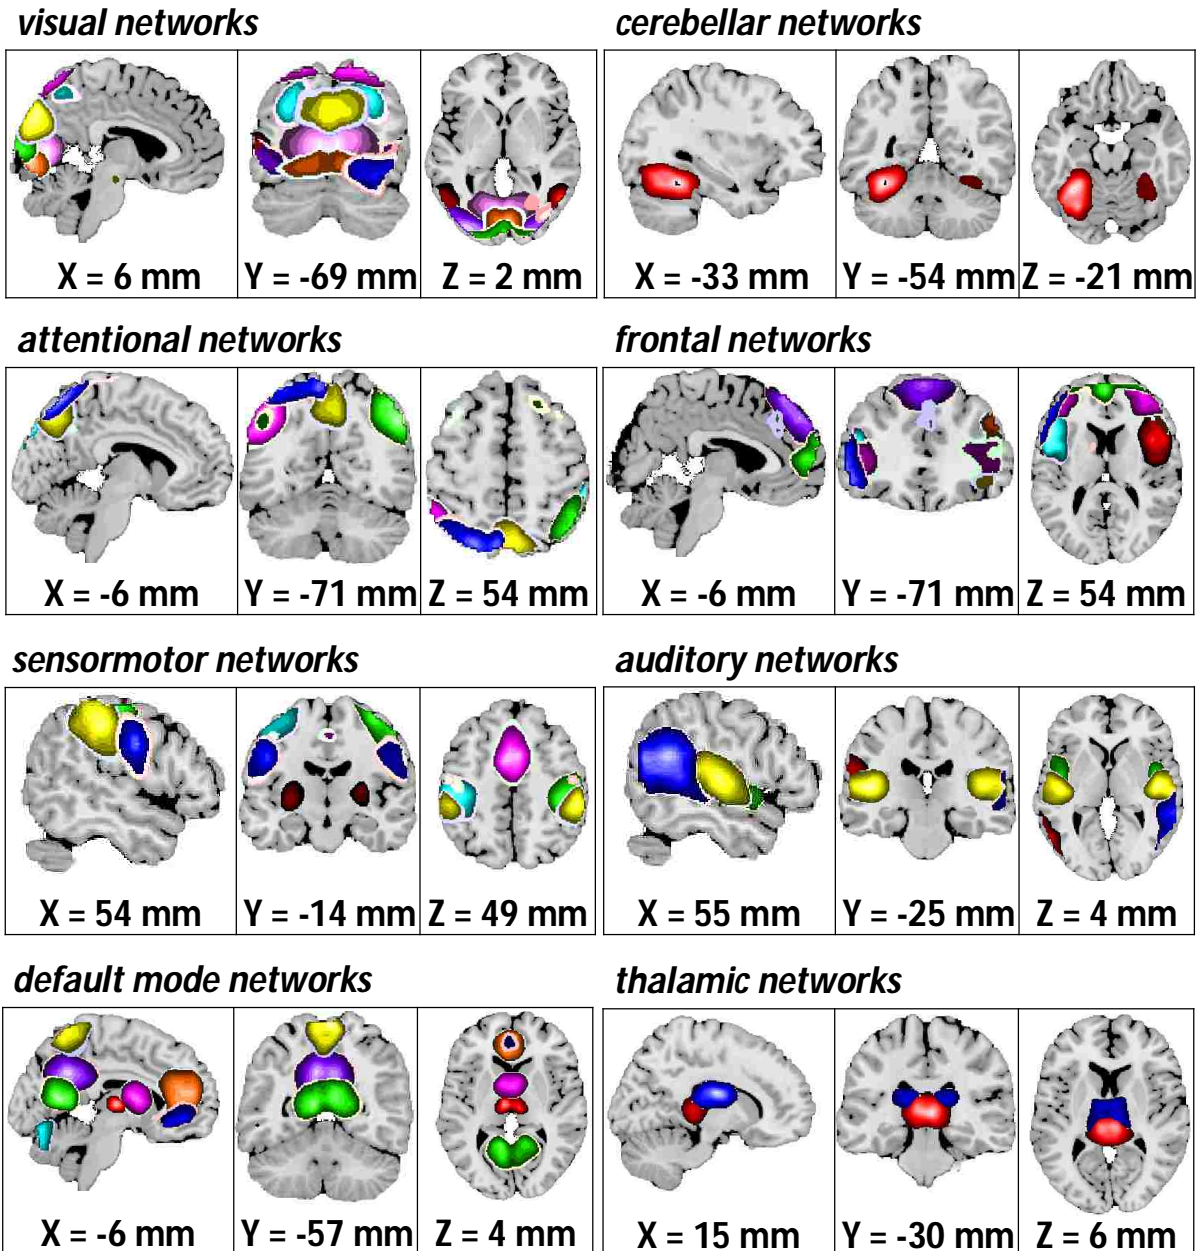 visual networks
X = 6 mm
Y = -69 mm
Z = 2 mm
cerebellar networks
X = -33 mm
Y = -54 mm
Z = -21 mm
attentional networks
X = -6 mm
Y = -71 mm
Z = 54 mm
frontal networks
X = -6 mm
Y = -71 mm
Z = 54 mm
sensormotor networks
X = 54 mm
Y = -14 mm
Z = 49 mm
auditory networks
X = 55 mm
Y = -25 mm
Z = 4 mm
default mode networks
X = -6 mm
Y = -57 mm
Z = 4 mm
thalamic networks
X = 15 mm
Y = -30 mm
Z = 6 mm